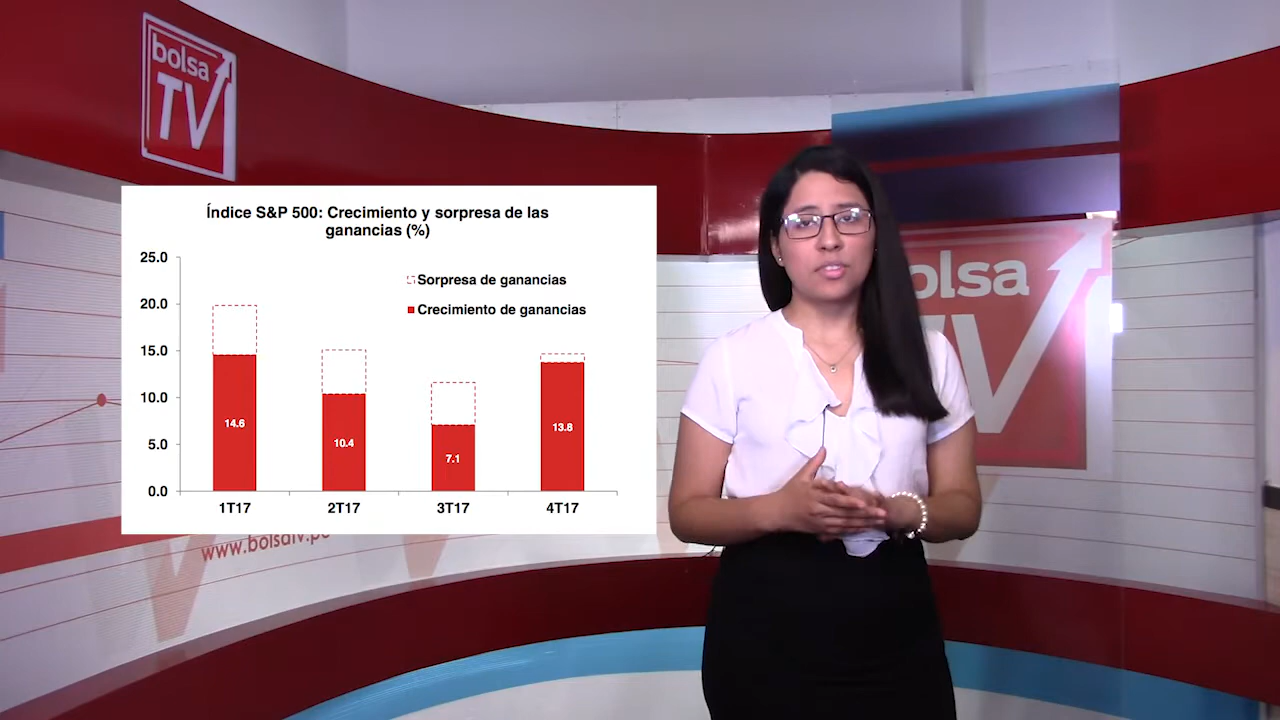 bolsa
TV
Índice S&P 500: Crecimiento y sorpresa de las
ganancias (%)
25.0
20.0
15.0
10.0
5.0
0.0
Sorpresa de ganancias
Crecimiento de ganancias
14.6
10.4
7.1
13.8
1T17
2T17
3T17
4T17
bolsa
TV